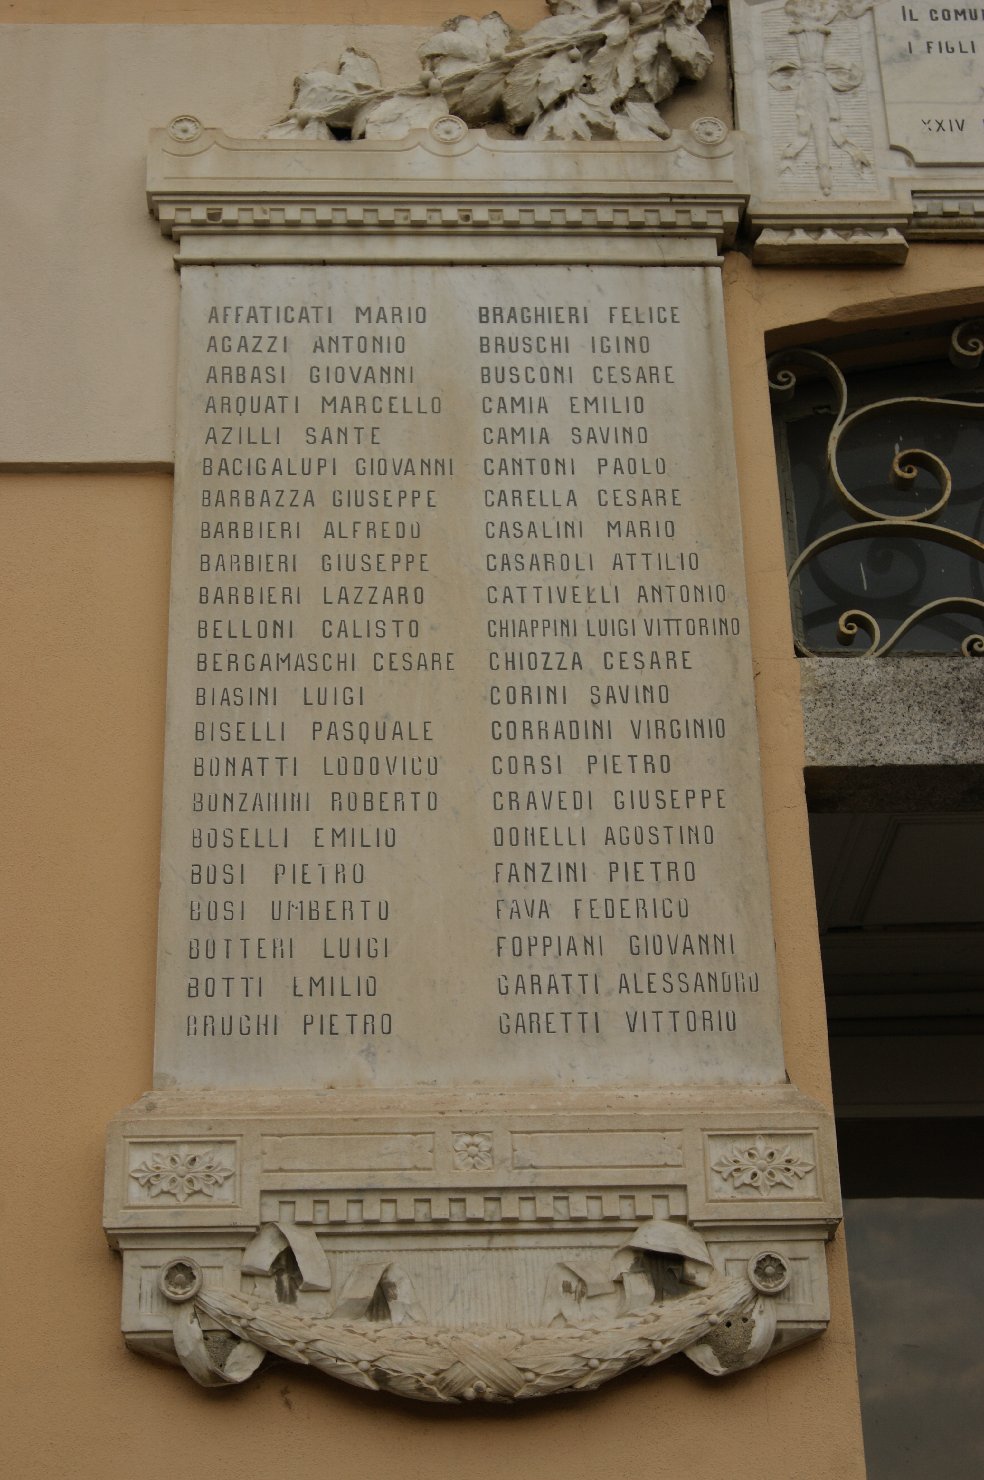 IL COMU
I FIGLI
XXIV
AFFATICATI MARIO
AGAZZI ANTONIO
ARBASI GIOVANNI
ARQUATI MARCELLO
AZILLI SANTE
BACIGALUPI GIOVANNI
BARBAZZA GIUSEPPE
BARBIERI ALFREDO
BARBIERI GIUSEPPE
BARBIERI LAZZARO
BELLONI CALISTO
BERGAMASCHI CESARE
BIASINI LUIGI
BISELLI PASQUALE
BONATTI LODOVICO
BONZANINI ROBERTO
BOSELLI EMILIO
BOSI PIETRO
BOSI UMBERTO
BOTTERI LUIGI
BOTTI EMILIO
BRUGHI PIETRO
BRAGHIERI FELICE
BRUSCHI IGINO
BUSCONI CESARE
CAMIA EMILIO
CAMIA SAVINO
CANTONI PAOLO
CARELLA CESARE
CASALINI MARIO
CASAROLI ATTILIO
CATTIVELLI ANTONIO
CHIAPPINI LUIGI VITTORINO
CHIOZZA CESARE
CORINI SAVINO
CORRADINI VIRGINIO
CORSI PIETRO
CRAVEDI GIUSEPPE
DONELLI AGOSTINO
FANZINI PIETRO
FAVA FEDERICO
FOPPIANI GIOVANNI
GARATTI ALESSANDRO
GARETTI VITTORIO